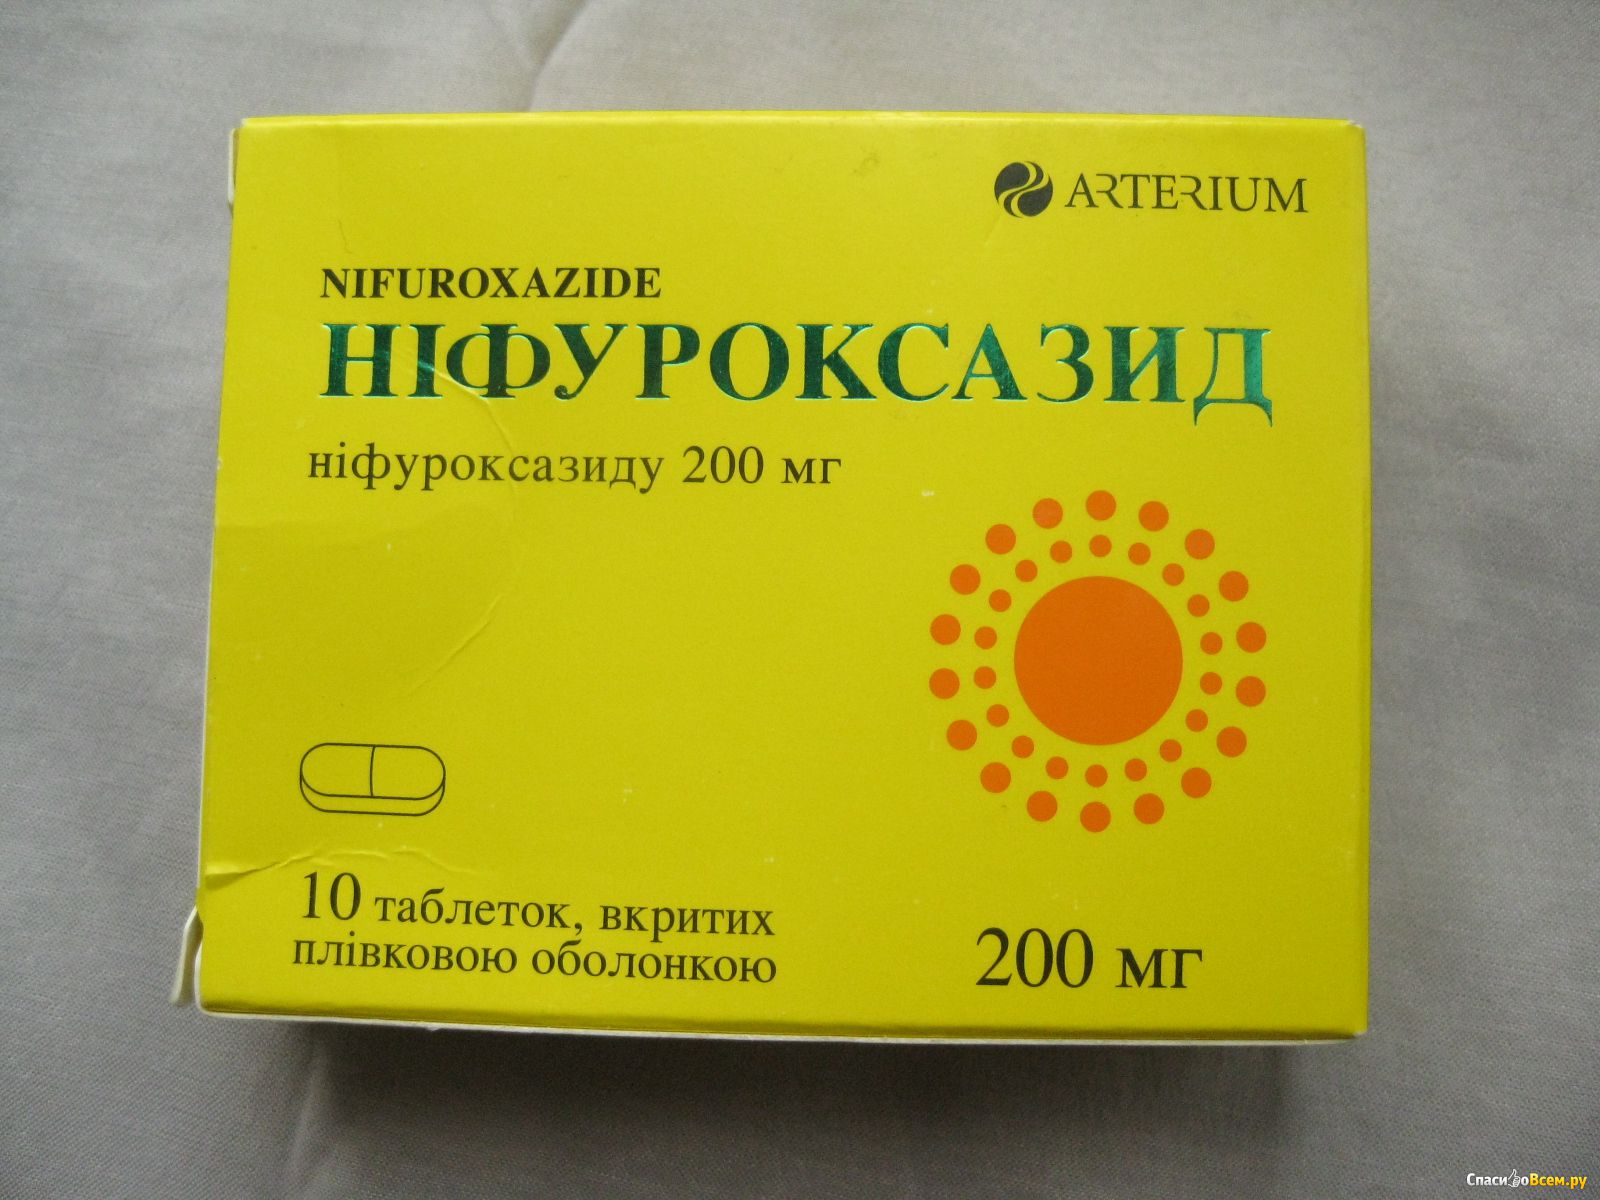 ARTERIUM
NIFUROXAZIDE
НІФУРОКСАЗИД
ніфуроксазиду 200 мг
10 таблеток, вкритих
плівковою оболонкою
200 мг
СпасибоВсем.ру